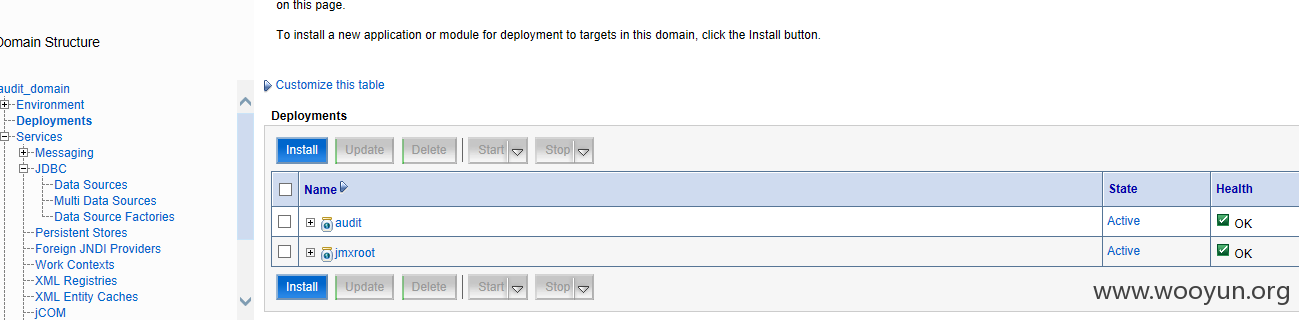 on this page.
To install a new application or module for deployment to targets in this domain, click the Install button.
Domain Structure
audit_domain
Environment
Deployments
Services
Messaging
JDBC
Data Sources
Multi Data Sources
Data Source Factories
Persistent Stores
Foreign JNDI Providers
Work Contexts
XML Registries
XML Entity Caches
jCOM
Customize this table
Deployments
Install Update Delete Start Stop
Name State Health
audit Active OK
jmxroot Active OK
Install Update Delete Start Stop
www.wooyun.org